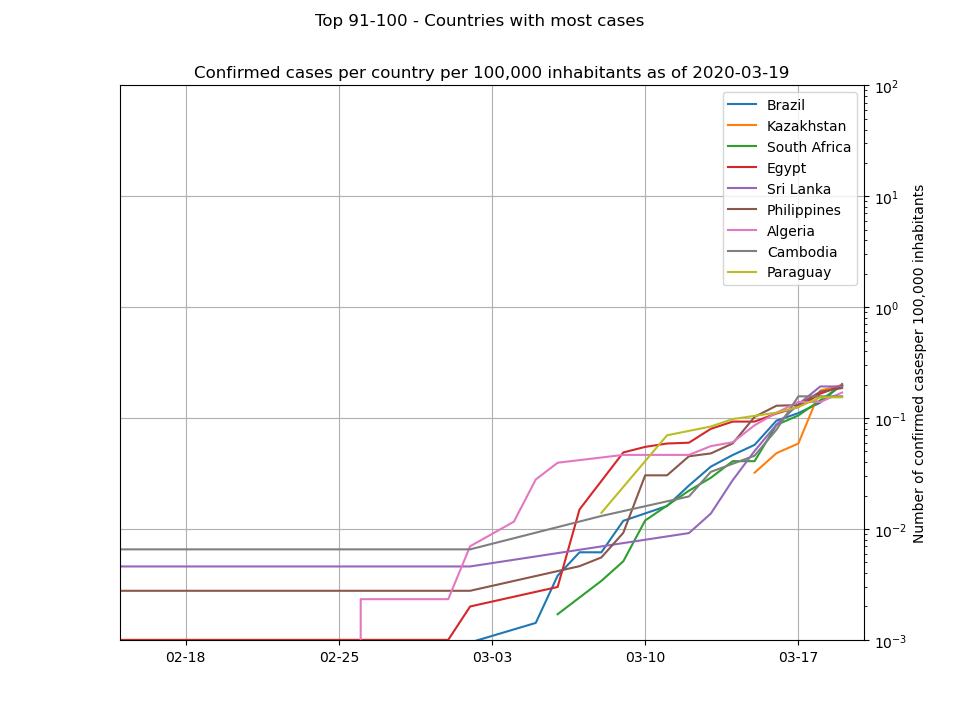 Top 91-100 - Countries with most cases
Confirmed cases per country per 100,000 inhabitants as of 2020-03-19
Brazil
Kazakhstan
South Africa
Egypt
Sri Lanka
Philippines
Algeria
Cambodia
Paraguay
10²
10¹
10⁰
10⁻¹
10⁻²
10⁻³
Number of confirmed casesper 100,000 inhabitants
02-18
02-25
03-03
03-10
03-17